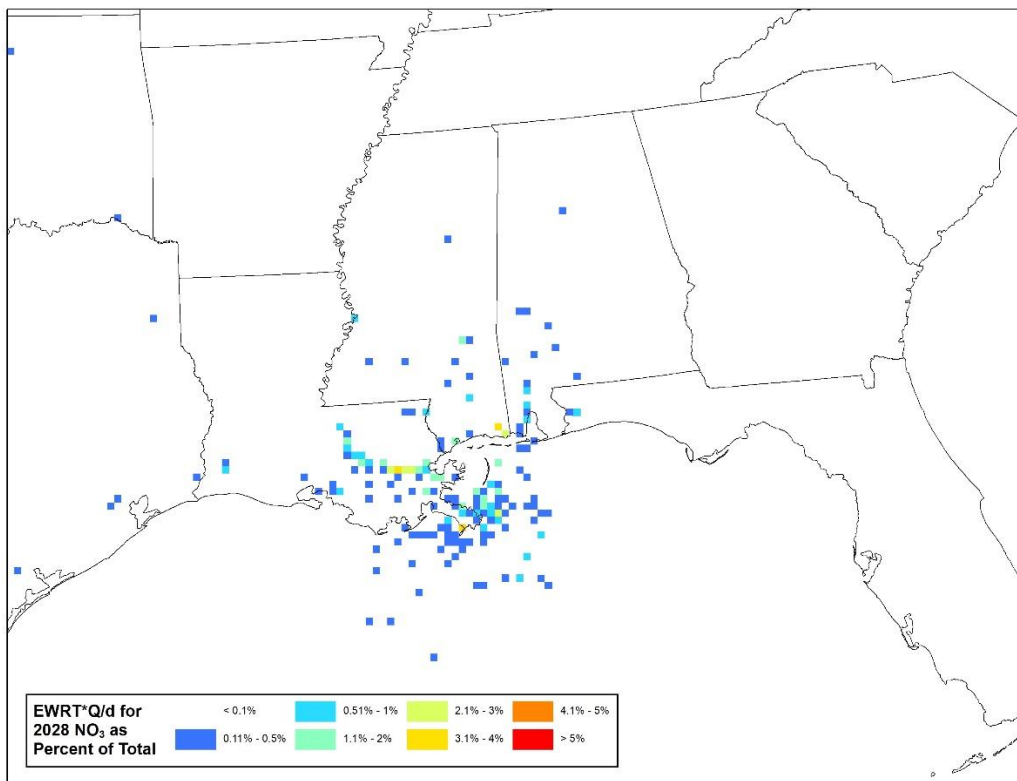 EWRT*Q/d for
2028 NO₃ as
Percent of Total
< 0.1%
0.11% - 0.5%
0.51% - 1%
1.1% - 2%
2.1% - 3%
3.1% - 4%
4.1% - 5%
> 5%